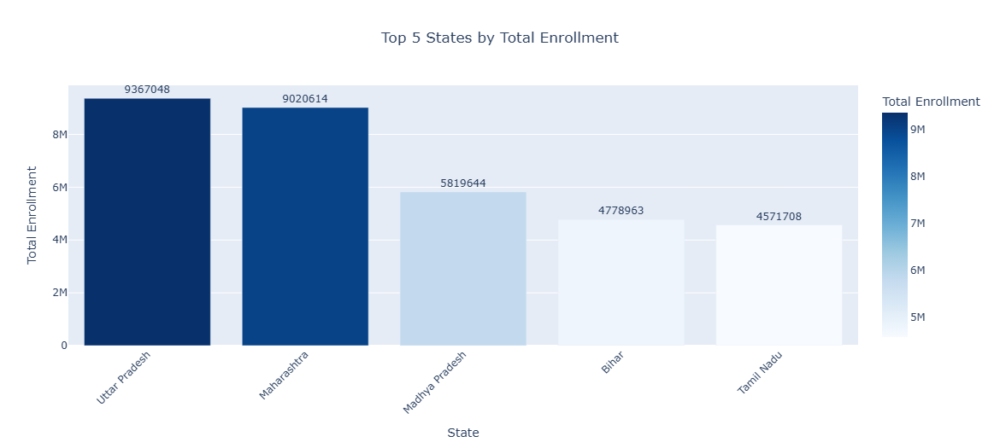 Top 5 States by Total Enrollment
Total Enrollment
8M
6M
4M
2M
0
9367048
9020614
5819644
4778963
4571708
Uttar Pradesh
Maharashtra
Madhya Pradesh
Bihar
Tamil Nadu
State
Total Enrollment
9M
8M
7M
6M
5M